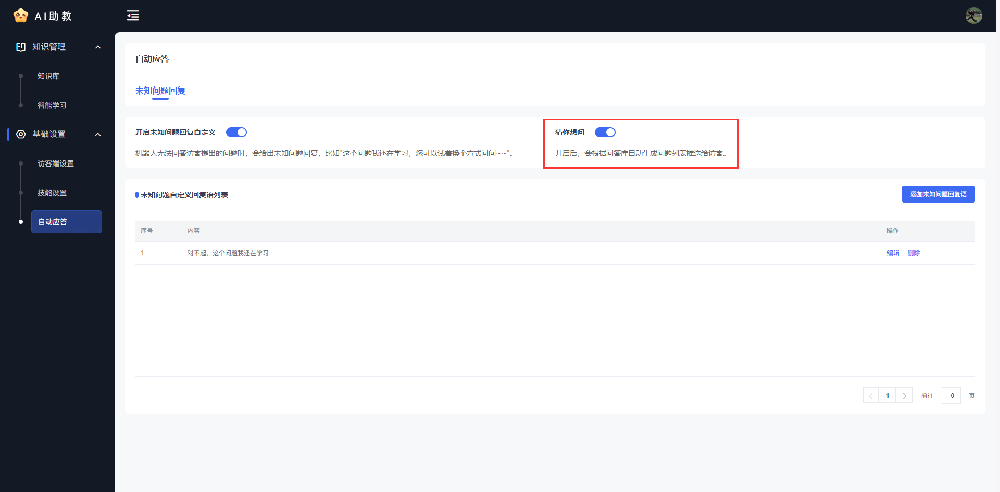 AI助教
知识管理
知识库
智能学习
基础设置
访客端设置
技能设置
自动应答
自动应答
未知问题回复
开启未知问题回复自定义
机器人无法回答访客提出的问题时，会给出未知问题回复，比如"这个问题我还在学习，您可以试着换个方式问问~~"。
猜你想问
开启后，会根据问答库自动生成问题列表推送给访客。
未知问题自定义回复语列表
添加未知问题回复语
序号 内容 操作
1 对不起，这个问题我还在学习 编辑 删除
1 前往 0 页